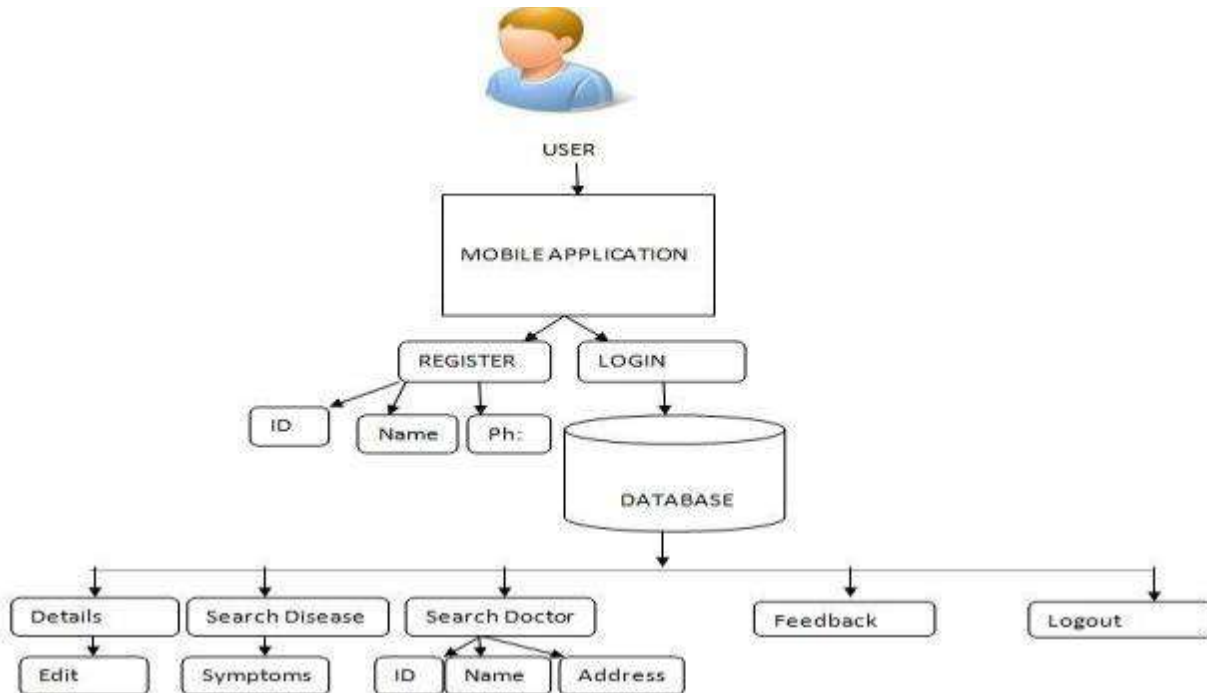 USER
MOBILE APPLICATION
REGISTER
LOGIN
ID
Name
Ph:
DATABASE
Details
Search Disease
Search Doctor
Feedback
Logout
Edit
Symptoms
ID
Name
Address